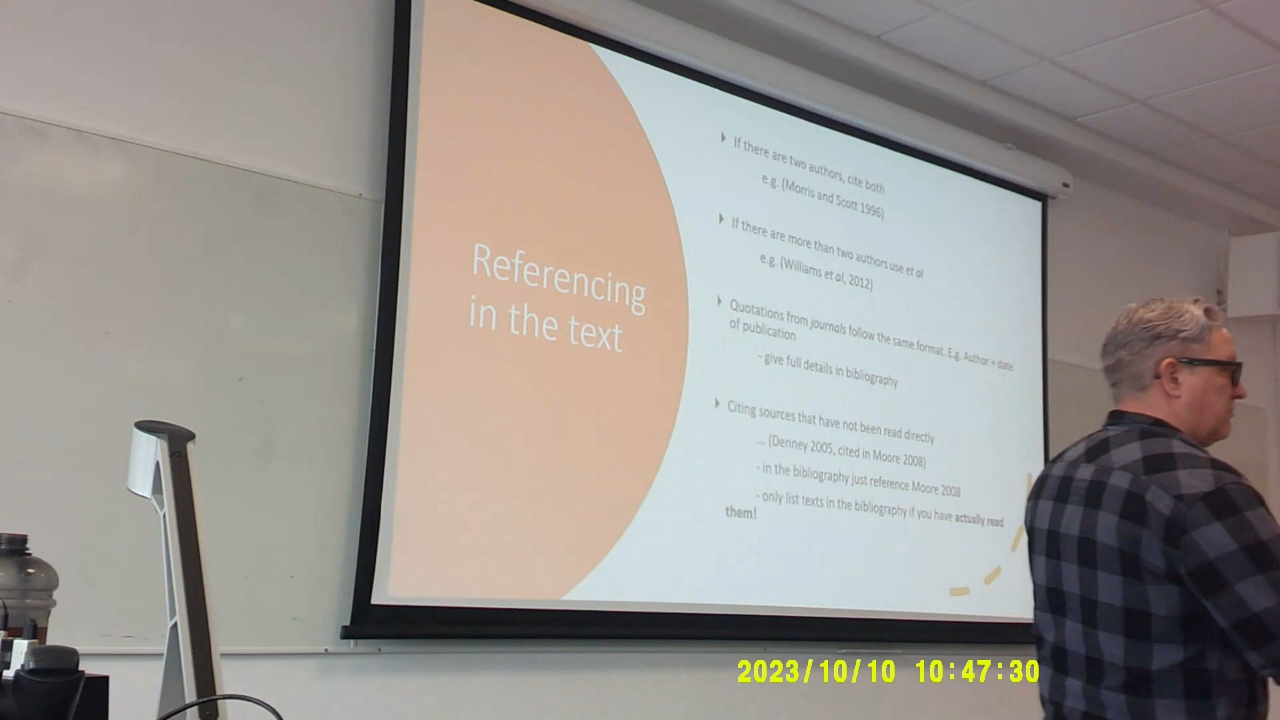 Referencing
in the text
If there are two authors, cite both
e.g. (Morris and Scott 1996)
If there are more than two authors use et al
e.g. (Williams et al, 2012)
Quotations from journals follow the same format. E.g. Author + date
of publication
- give full details in bibliography
Citing sources that have not been read directly
... (Denney 2005, cited in Moore 2008)
- in the bibliography just reference Moore 2008
- only list texts in the bibliography if you have actually read
them!
2023/10/10 10:47:30